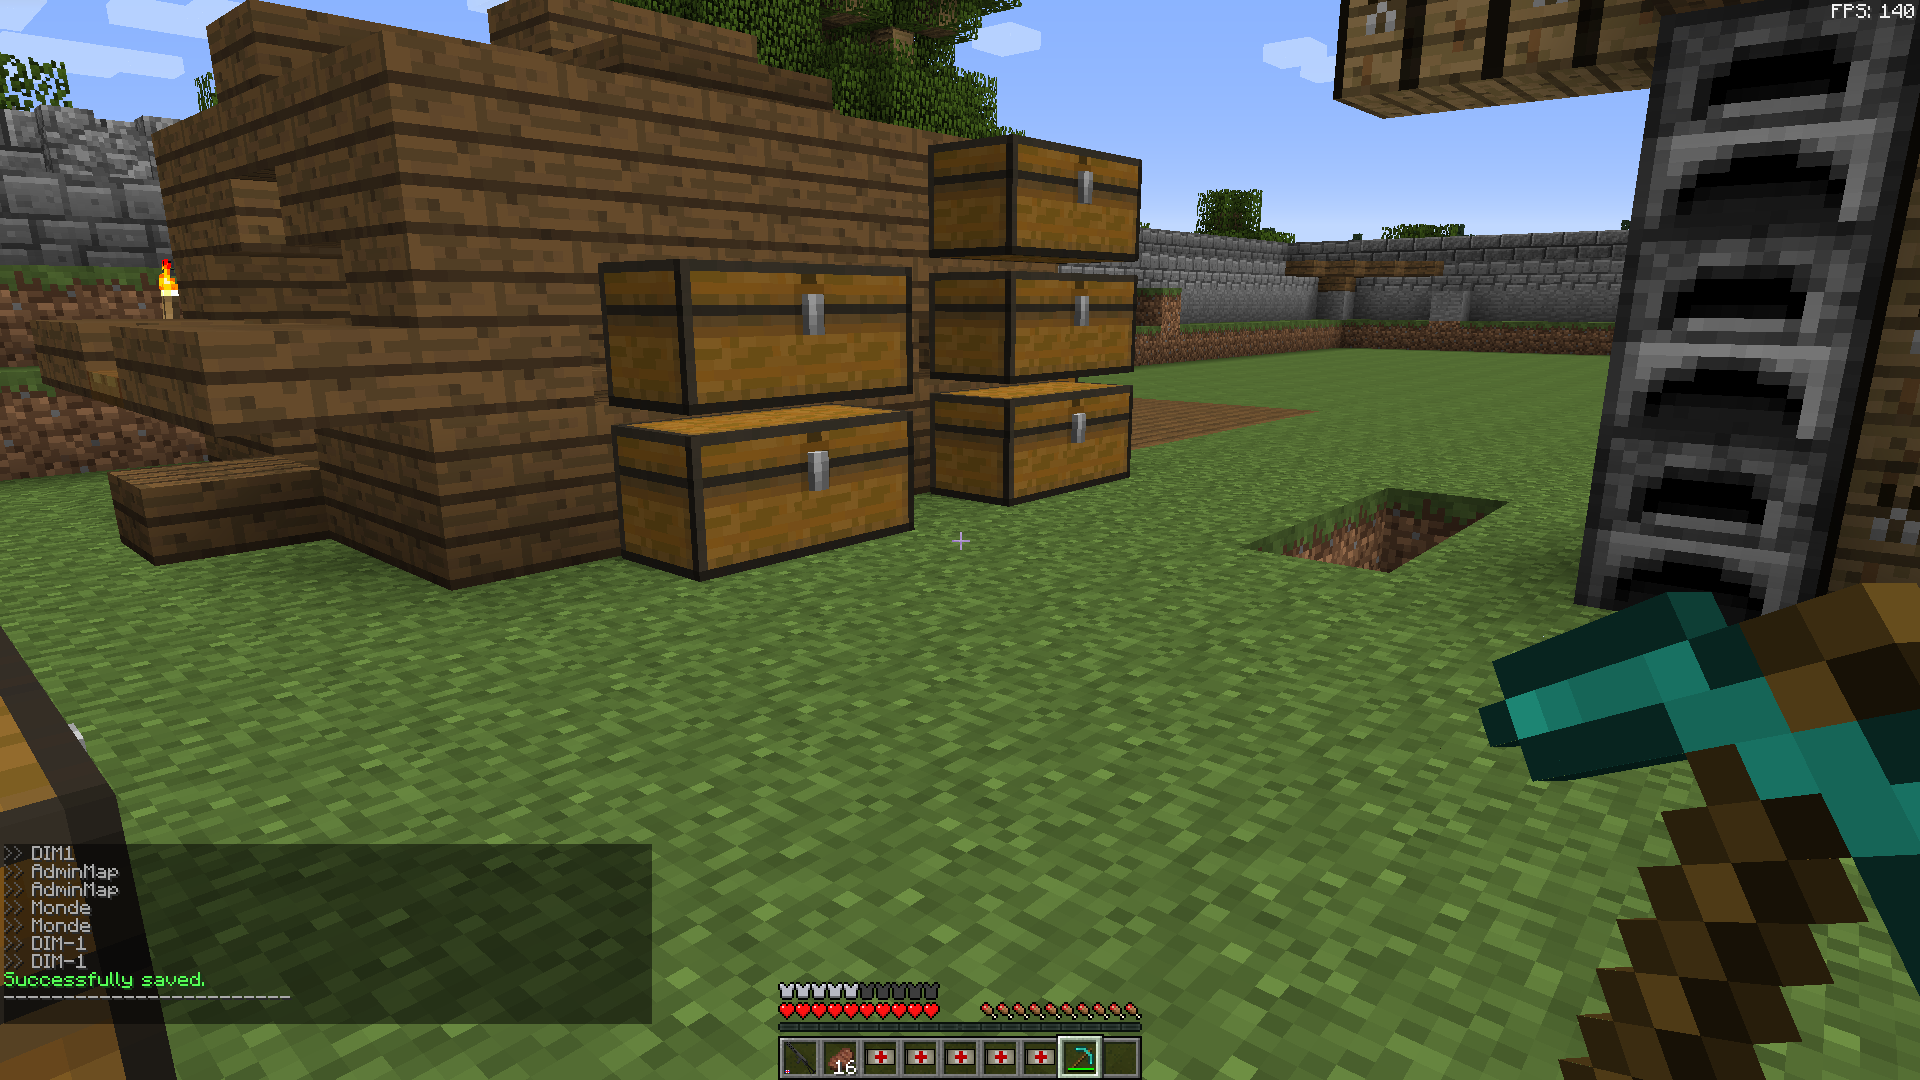 FPS: 140
>> DIM1
>> AdminMap
>> AdminMap
>> Monde
>> Monde
>> DIM-1
>> DIM-1
Successfully saved.
16